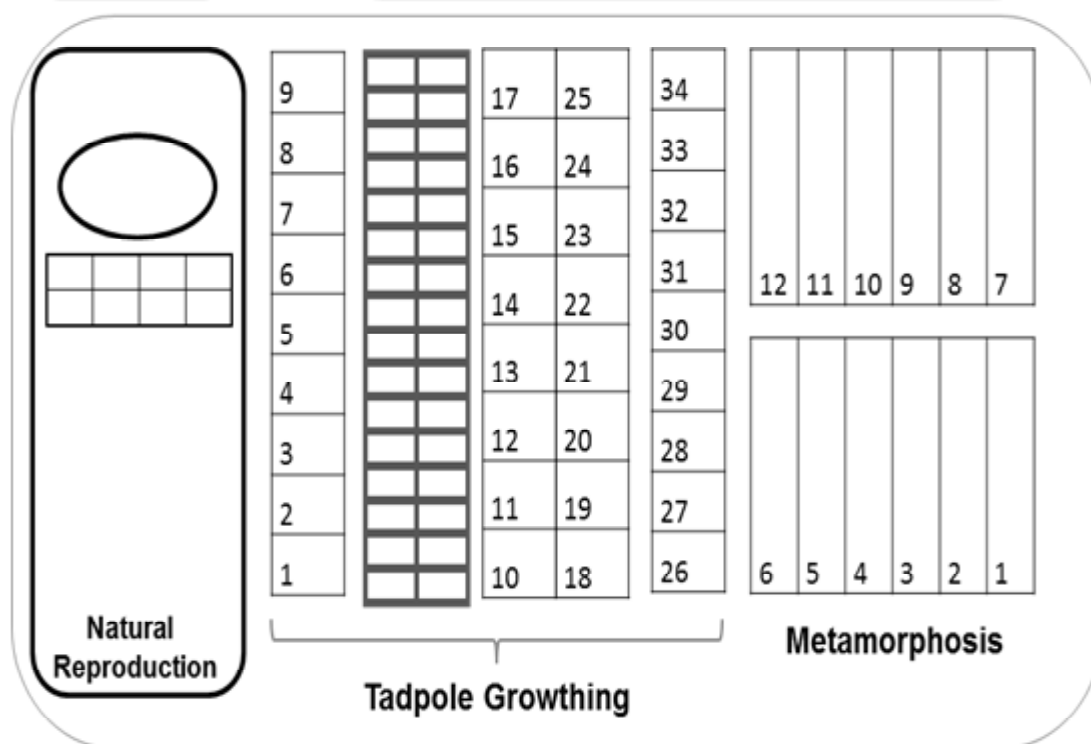 9 17 25 34
8 16 24 33
7 15 23 32
6 14 22 31
5 13 21 30
4 12 20 29
3 11 19 28
2 10 18 27
1 26
12 11 10 9 8 7
6 5 4 3 2 1
Natural
Reproduction
Tadpole Growthing
Metamorphosis